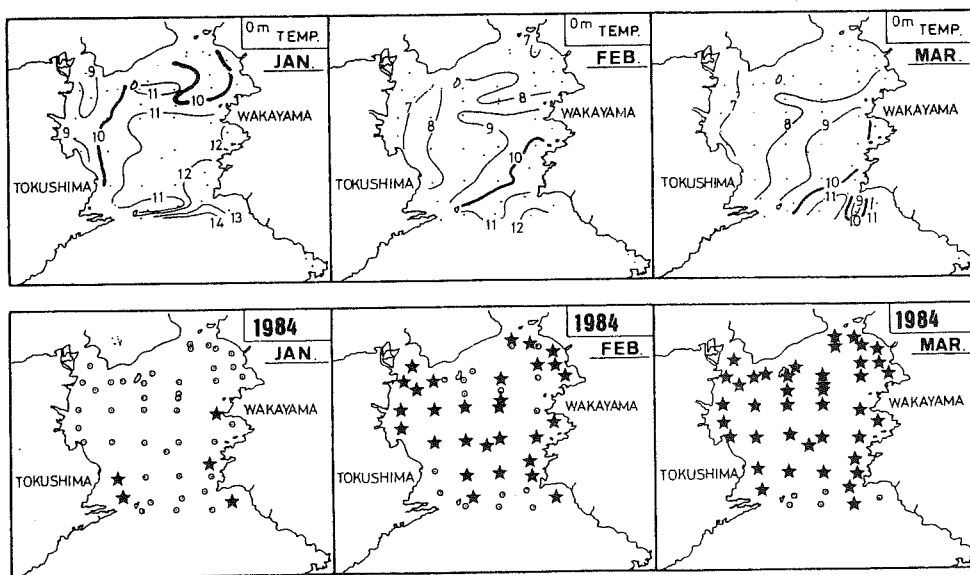 0m TEMP.
JAN.
9
9
10
11
11
10
WAKAYAMA
12
12
TOKUSHIMA
11
13
14
0m TEMP.
FEB.
7
7
8
8
9
WAKAYAMA
10
TOKUSHIMA
11
12
0m TEMP.
MAR.
7
8
9
WAKAYAMA
TOKUSHIMA
10
11
9
10
11
1984
JAN.
WAKAYAMA
TOKUSHIMA
1984
FEB.
WAKAYAMA
TOKUSHIMA
1984
MAR.
WAKAYAMA
TOKUSHIMA